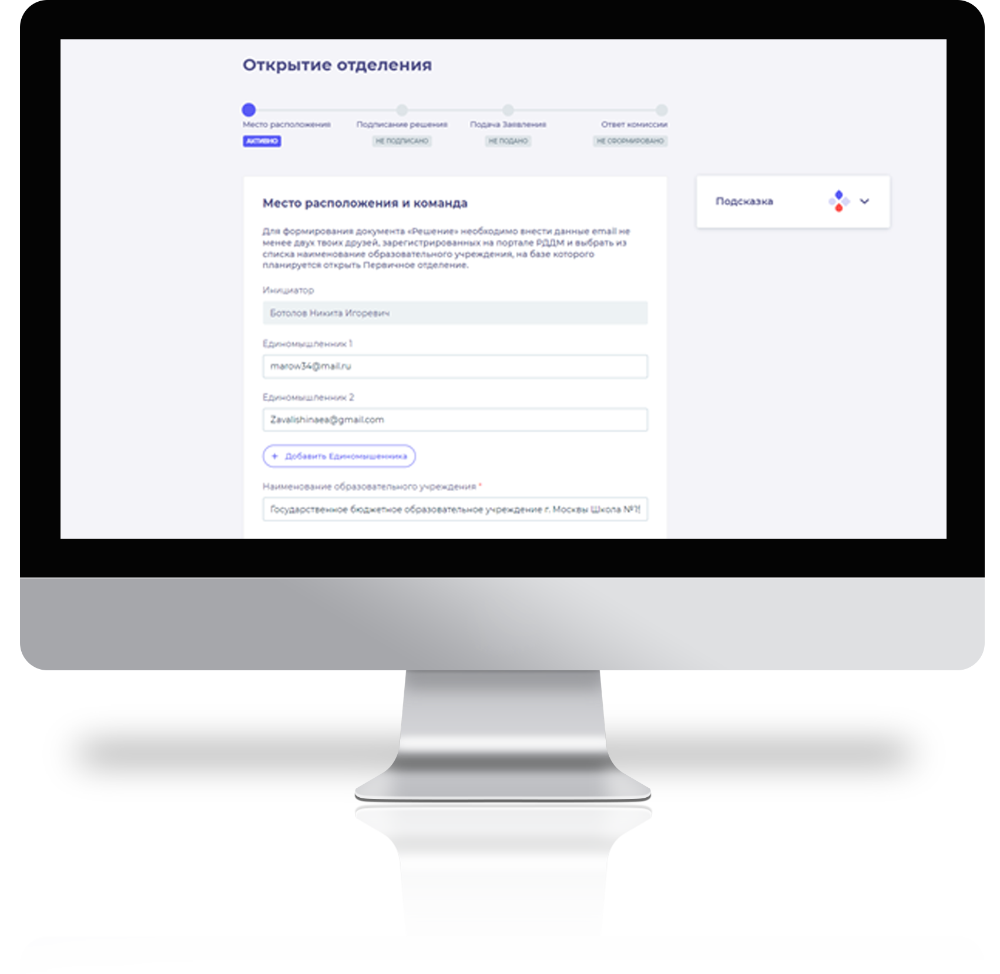 Открытие отделения
Место расположения
Подписание решения
Подача Заявления
Ответ комиссии
АКТИВНО
НЕ ПОДПИСАНО
НЕ ПОДАНО
НЕ СФОРМИРОВАНО
Место расположения и команда
Для формирования документа «Решение» необходимо внести данные email не
менее двух твоих друзей, зарегистрированных на портале РДДМ и выбрать из
списка наименование образовательного учреждения, на базе которого
планируется открыть Первичное отделение.
Инициатор
Ботолов Никита Игоревич
Единомышленник 1
marow34@mail.ru
Единомышленник 2
Zavalishinaea@gmail.com
+ Добавить Единомышенника
Наименование образовательного учреждения *
Государственное бюджетное образовательное учреждение г. Москвы Школа
Подсказка